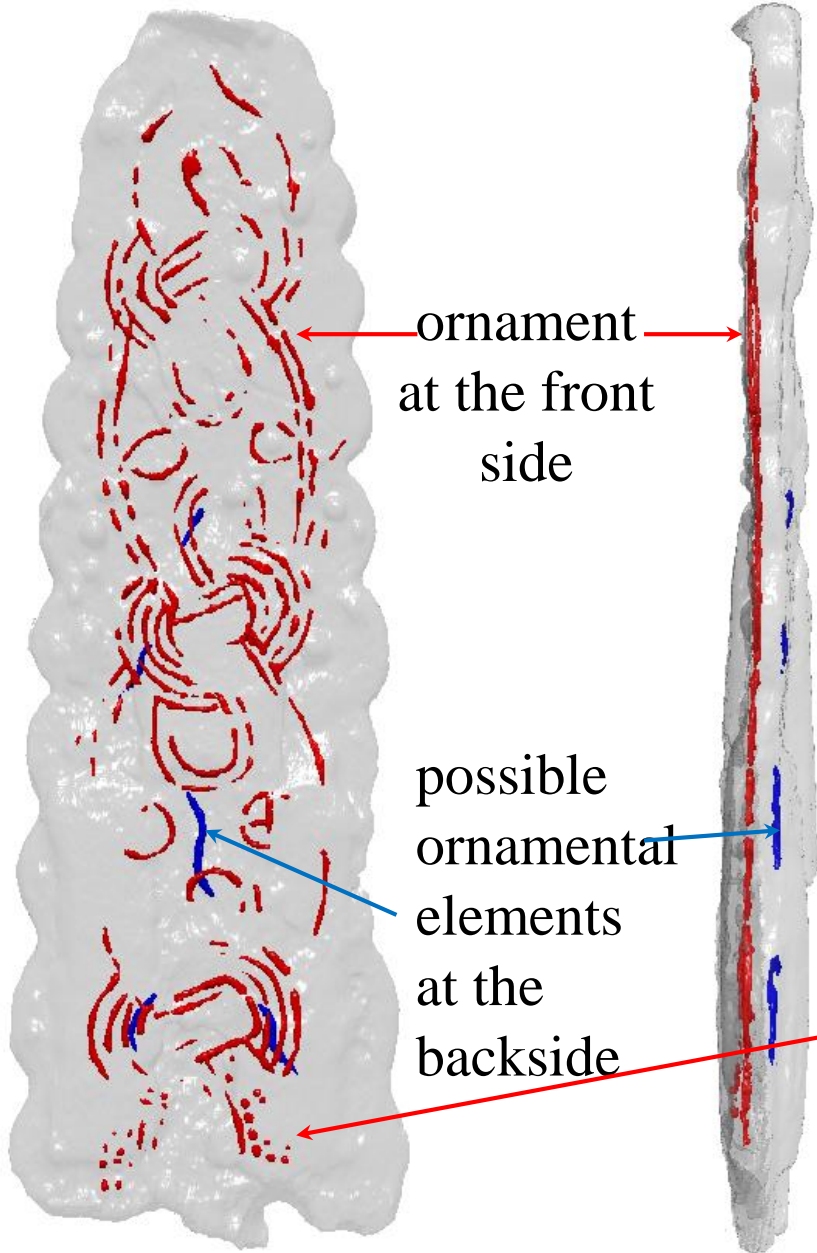 ornament
at the front
side
possible
ornamental
elements
at the
backside